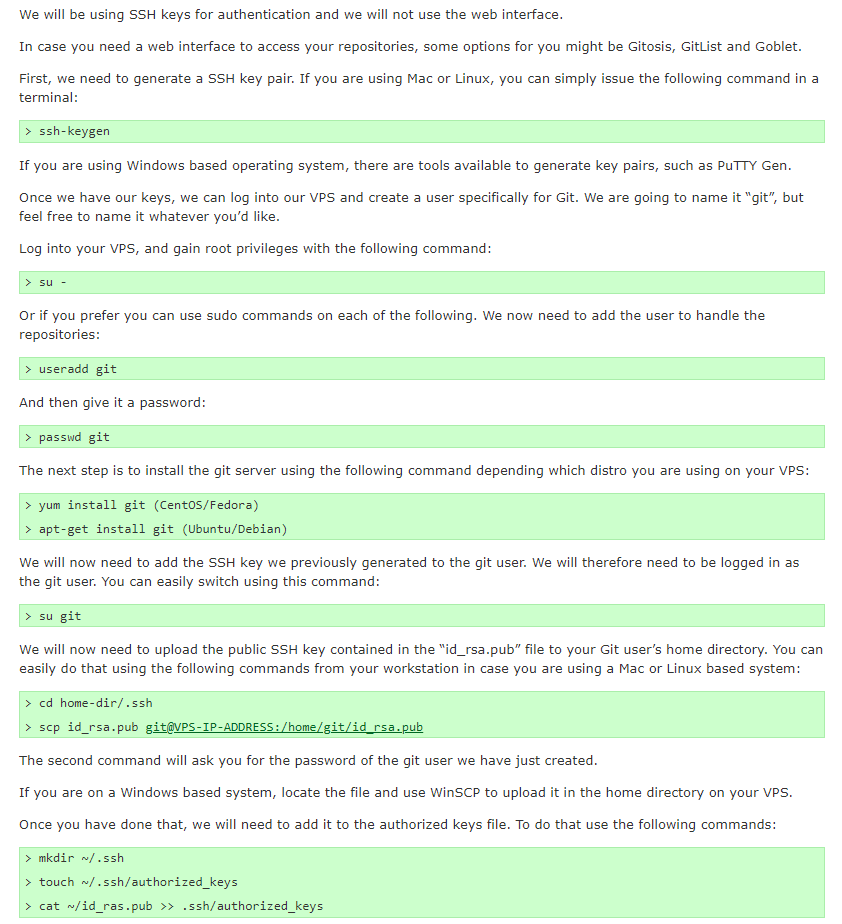 We will be using SSH keys for authentication and we will not use the web interface.
In case you need a web interface to access your repositories, some options for you might be Gitosis, GitList and Goblet.
First, we need to generate a SSH key pair. If you are using Mac or Linux, you can simply issue the following command in a
terminal:
> ssh-keygen
If you are using Windows based operating system, there are tools available to generate key pairs, such as PuTTY Gen.
Once we have our keys, we can log into our VPS and create a user specifically for Git. We are going to name it “git”, but
feel free to name it whatever you’d like.
Log into your VPS, and gain root privileges with the following command:
> su -
Or if you prefer you can use sudo commands on each of the following. We now need to add the user to handle the
repositories:
> useradd git
And then give it a password:
> passwd git
The next step is to install the git server using the following command depending which distro you are using on your VPS:
> yum install git (CentOS/Fedora)
> apt-get install git (Ubuntu/Debian)
We will now need to add the SSH key we previously generated to the git user. We will therefore need to be logged in as
the git user. You can easily switch using this command:
> su git
We will now need to upload the public SSH key contained in the “id_rsa.pub” file to your Git user’s home directory. You can
easily do that using the following commands from your workstation in case you are using a Mac or Linux based system:
> cd home-dir/.ssh
> scp id_rsa.pub git@VPS-IP-ADDRESS:/home/git/id_rsa.pub
The second command will ask you for the password of the git user we have just created.
If you are on a Windows based system, locate the file and use WinSCP to upload it in the home directory on your VPS.
Once you have done that, we will need to add it to the authorized keys file. To do that use the following commands:
> mkdir ~/.ssh
> touch ~/.ssh/authorized_keys
> cat ~/id_ras.pub >> .ssh/authorized_keys